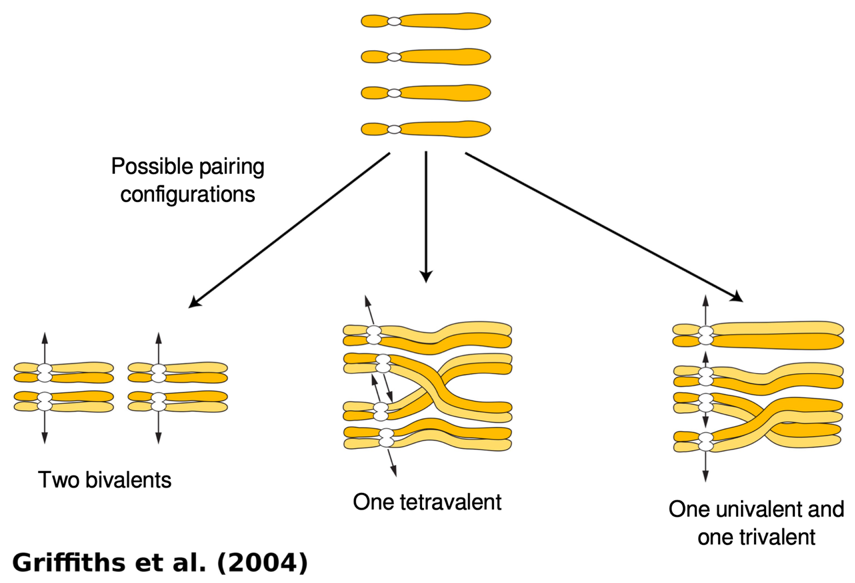 Possible pairing
configurations
Two bivalents
One tetravalent
One univalent and
one trivalent
Griffiths et al. (2004)